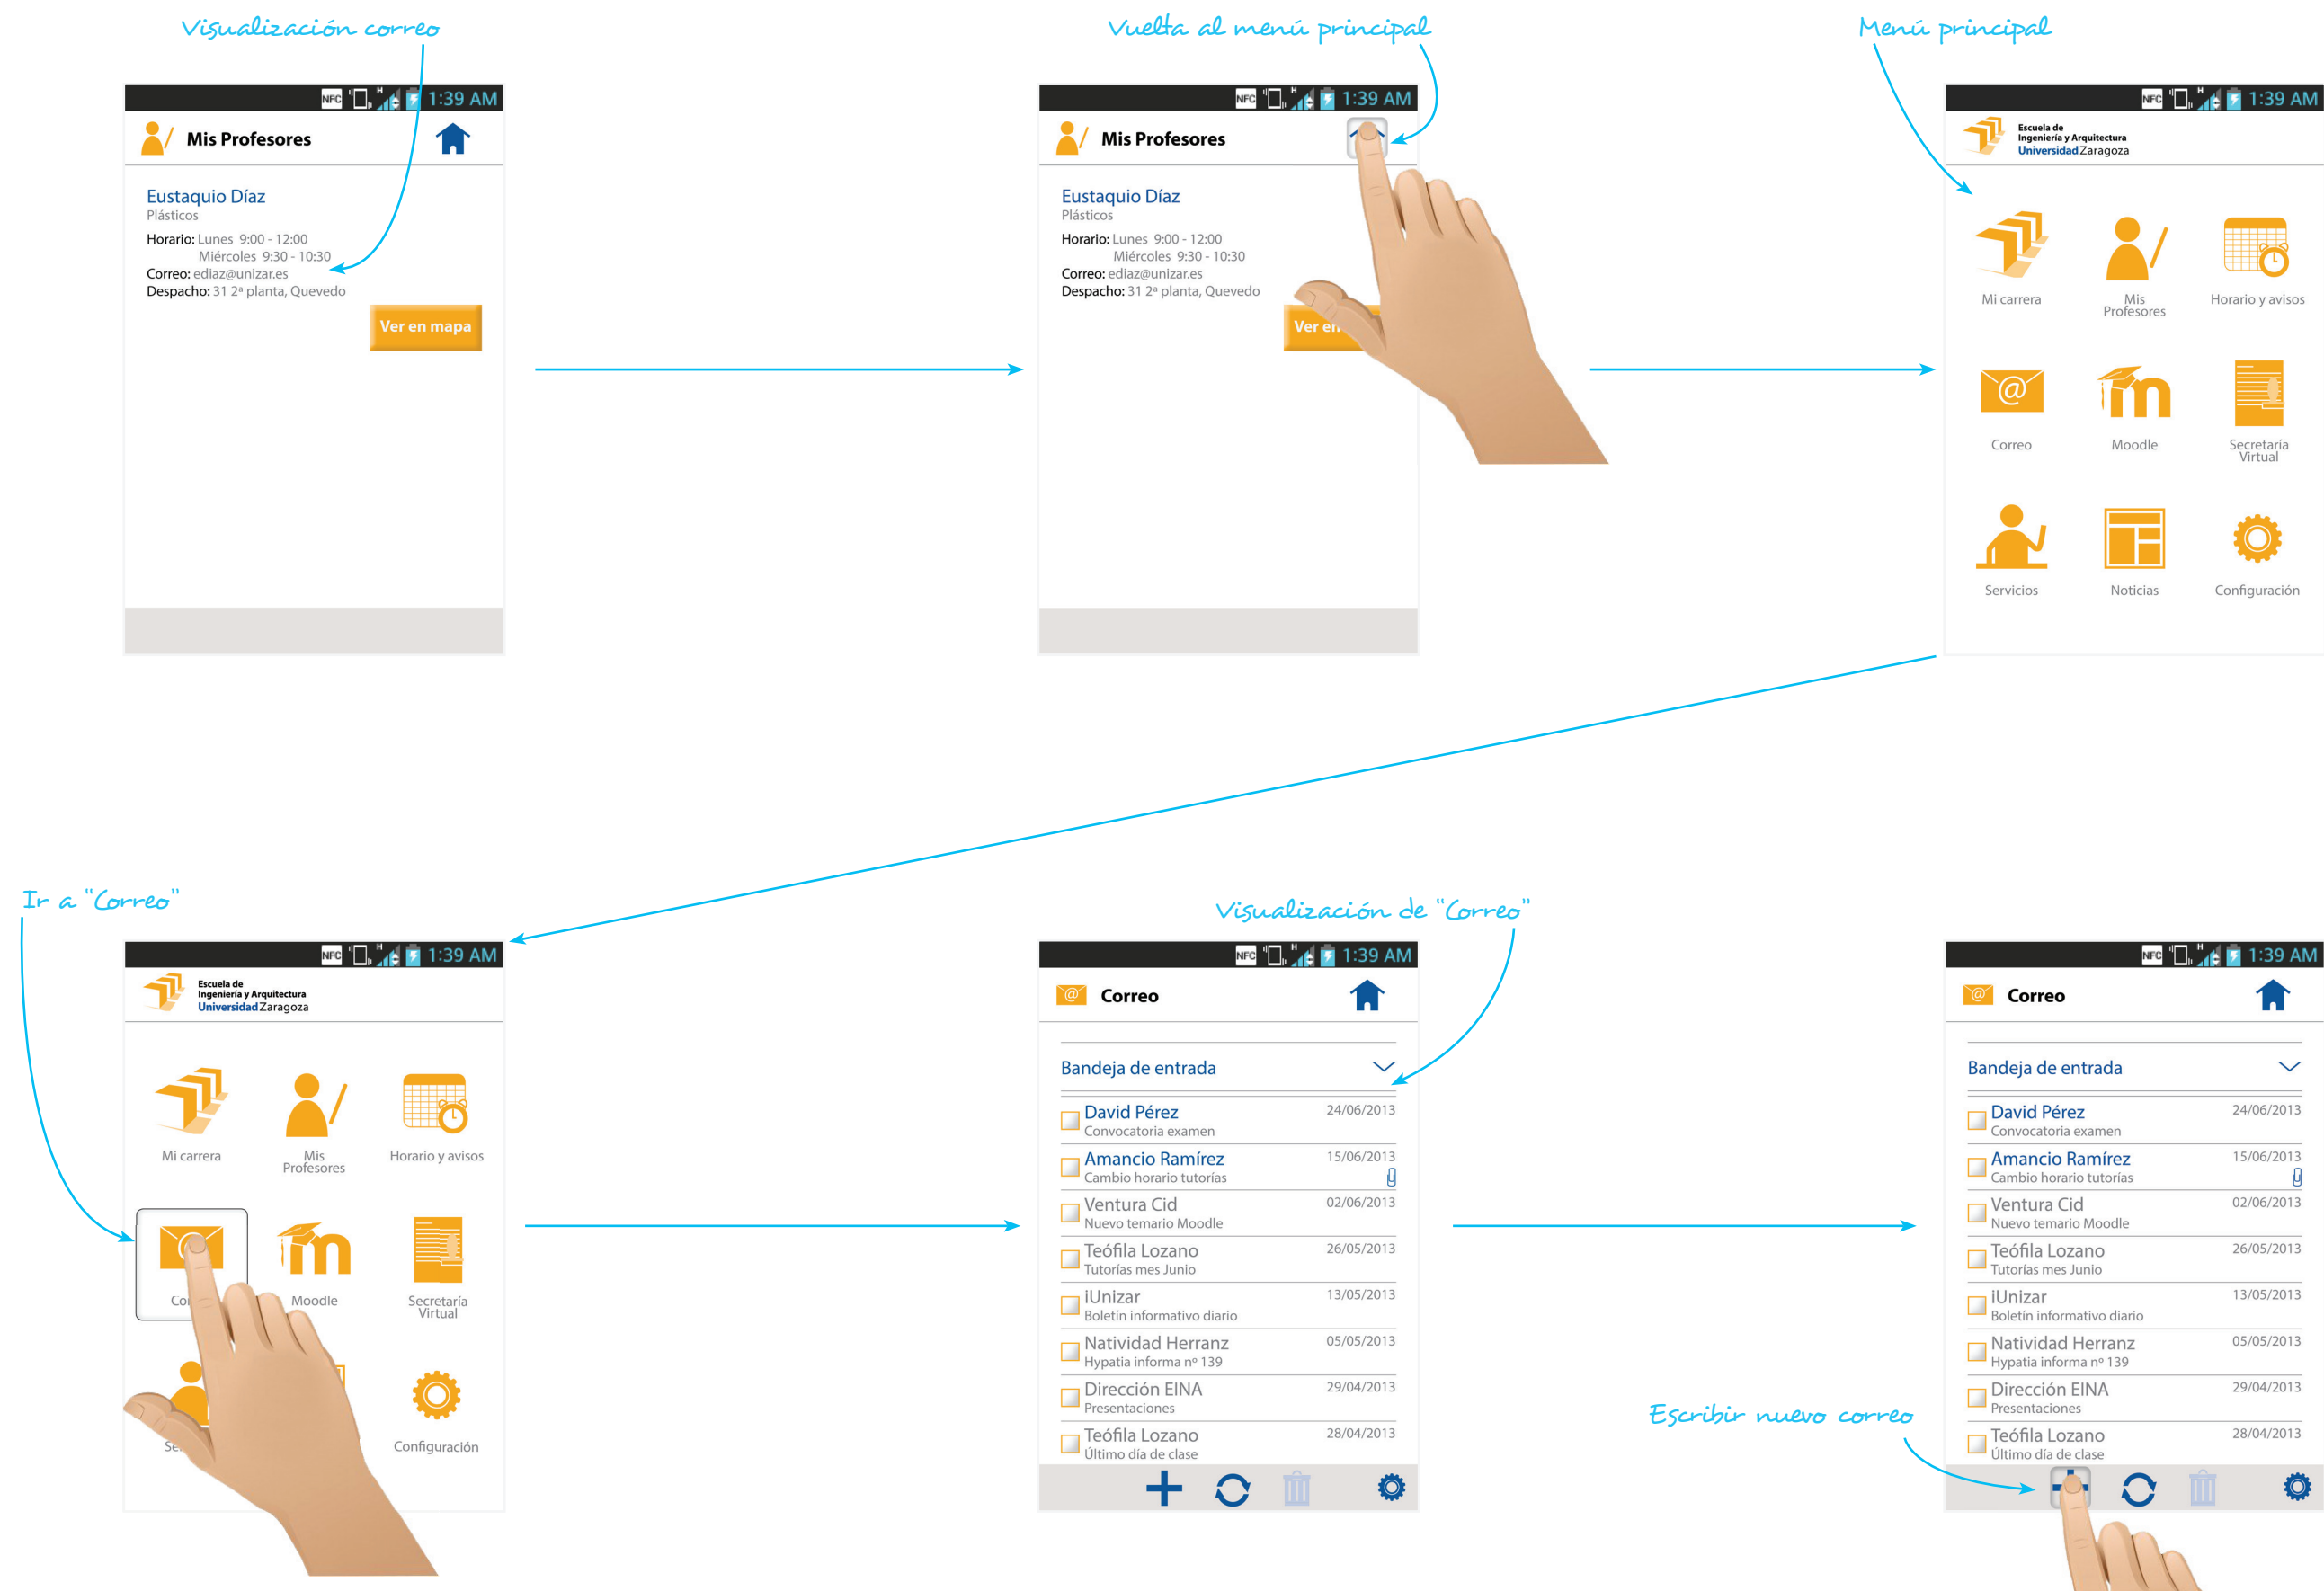 Visualización correo
Vuelta al menú principal
Menú principal
NFC H 1:39 AM
Mis Profesores
Eustaquio Díaz
Plásticos
Horario: Lunes 9:00 - 12:00
Miércoles 9:30 - 10:30
Correo: ediaz@unizar.es
Despacho: 31 2ª planta, Quevedo
Ver en mapa
NFC H 1:39 AM
Mis Profesores
Eustaquio Díaz
Plásticos
Horario: Lunes 9:00 - 12:00
Miércoles 9:30 - 10:30
Correo: ediaz@unizar.es
Despacho: 31 2ª planta, Quevedo
Ver en
NFC H 1:39 AM
Escuela de
Ingeniería y Arquitectura
Universidad Zaragoza
Mi carrera
Mis
Profesores
Horario y avisos
Correo
Moodle
Secretaría
Virtual
Servicios
Noticias
Configuración
Ir a "Correo"
Visualización de "Correo"
NFC H 1:39 AM
Escuela de
Ingeniería y Arquitectura
Universidad Zaragoza
Mi carrera
Mis
Profesores
Horario y avisos
Co
Moodle
Secretaría
Virtual
Se
Configuración
NFC H 1:39 AM
Correo
Bandeja de entrada
David Pérez 24/06/2013
Convocatoria examen
Amancio Ramírez 15/06/2013
Cambio horario tutorías
Ventura Cid 02/06/2013
Nuevo temario Moodle
Teófila Lozano 26/05/2013
Tutorías mes Junio
iUnizar 13/05/2013
Boletín informativo diario
Natividad Herranz 05/05/2013
Hypatia informa nº 139
Dirección EINA 29/04/2013
Presentaciones
Teófila Lozano 28/04/2013
Último día de clase
Escribir nuevo correo
NFC H 1:39 AM
Correo
Bandeja de entrada
David Pérez 24/06/2013
Convocatoria examen
Amancio Ramírez 15/06/2013
Cambio horario tutorías
Ventura Cid 02/06/2013
Nuevo temario Moodle
Teófila Lozano 26/05/2013
Tutorías mes Junio
iUnizar 13/05/2013
Boletín informativo diario
Natividad Herranz 05/05/2013
Hypatia informa nº 139
Dirección EINA 29/04/2013
Presentaciones
Teófila Lozano 28/04/2013
Último día de clase